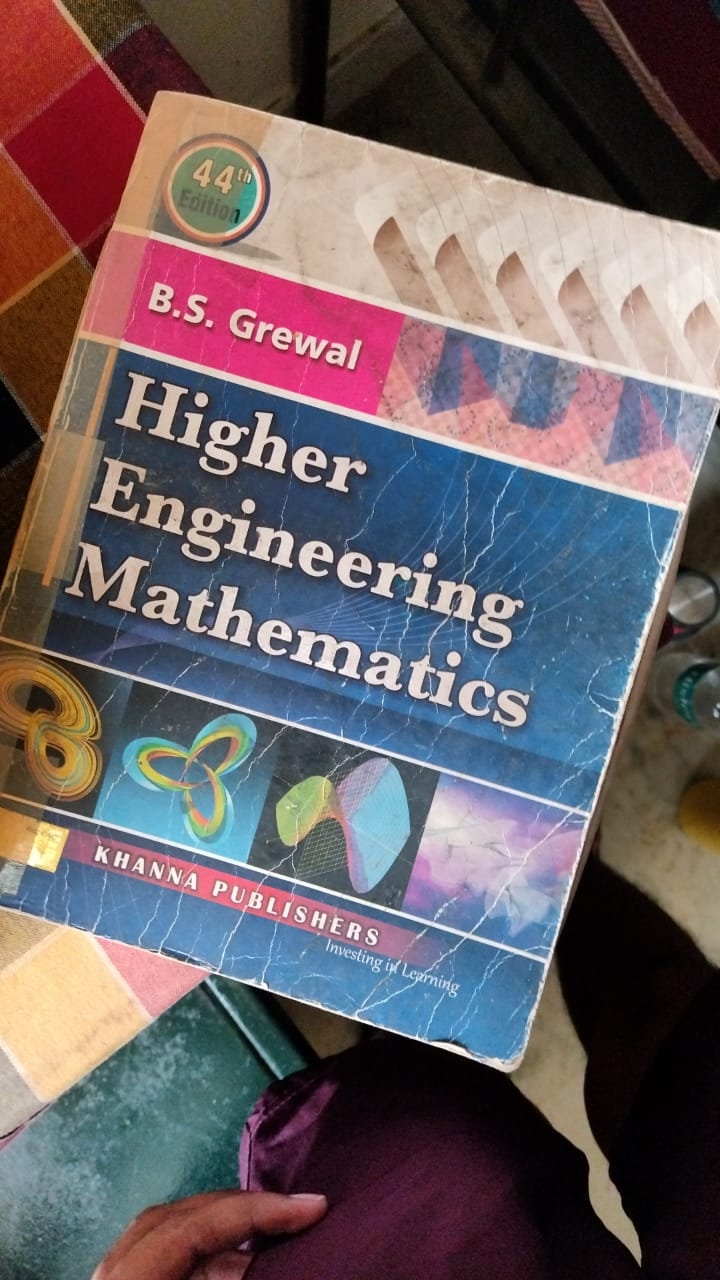 44th
Edition
B.S. Grewal
Higher
Engineering
Mathematics
KHANNA PUBLISHERS
Investing in Learning